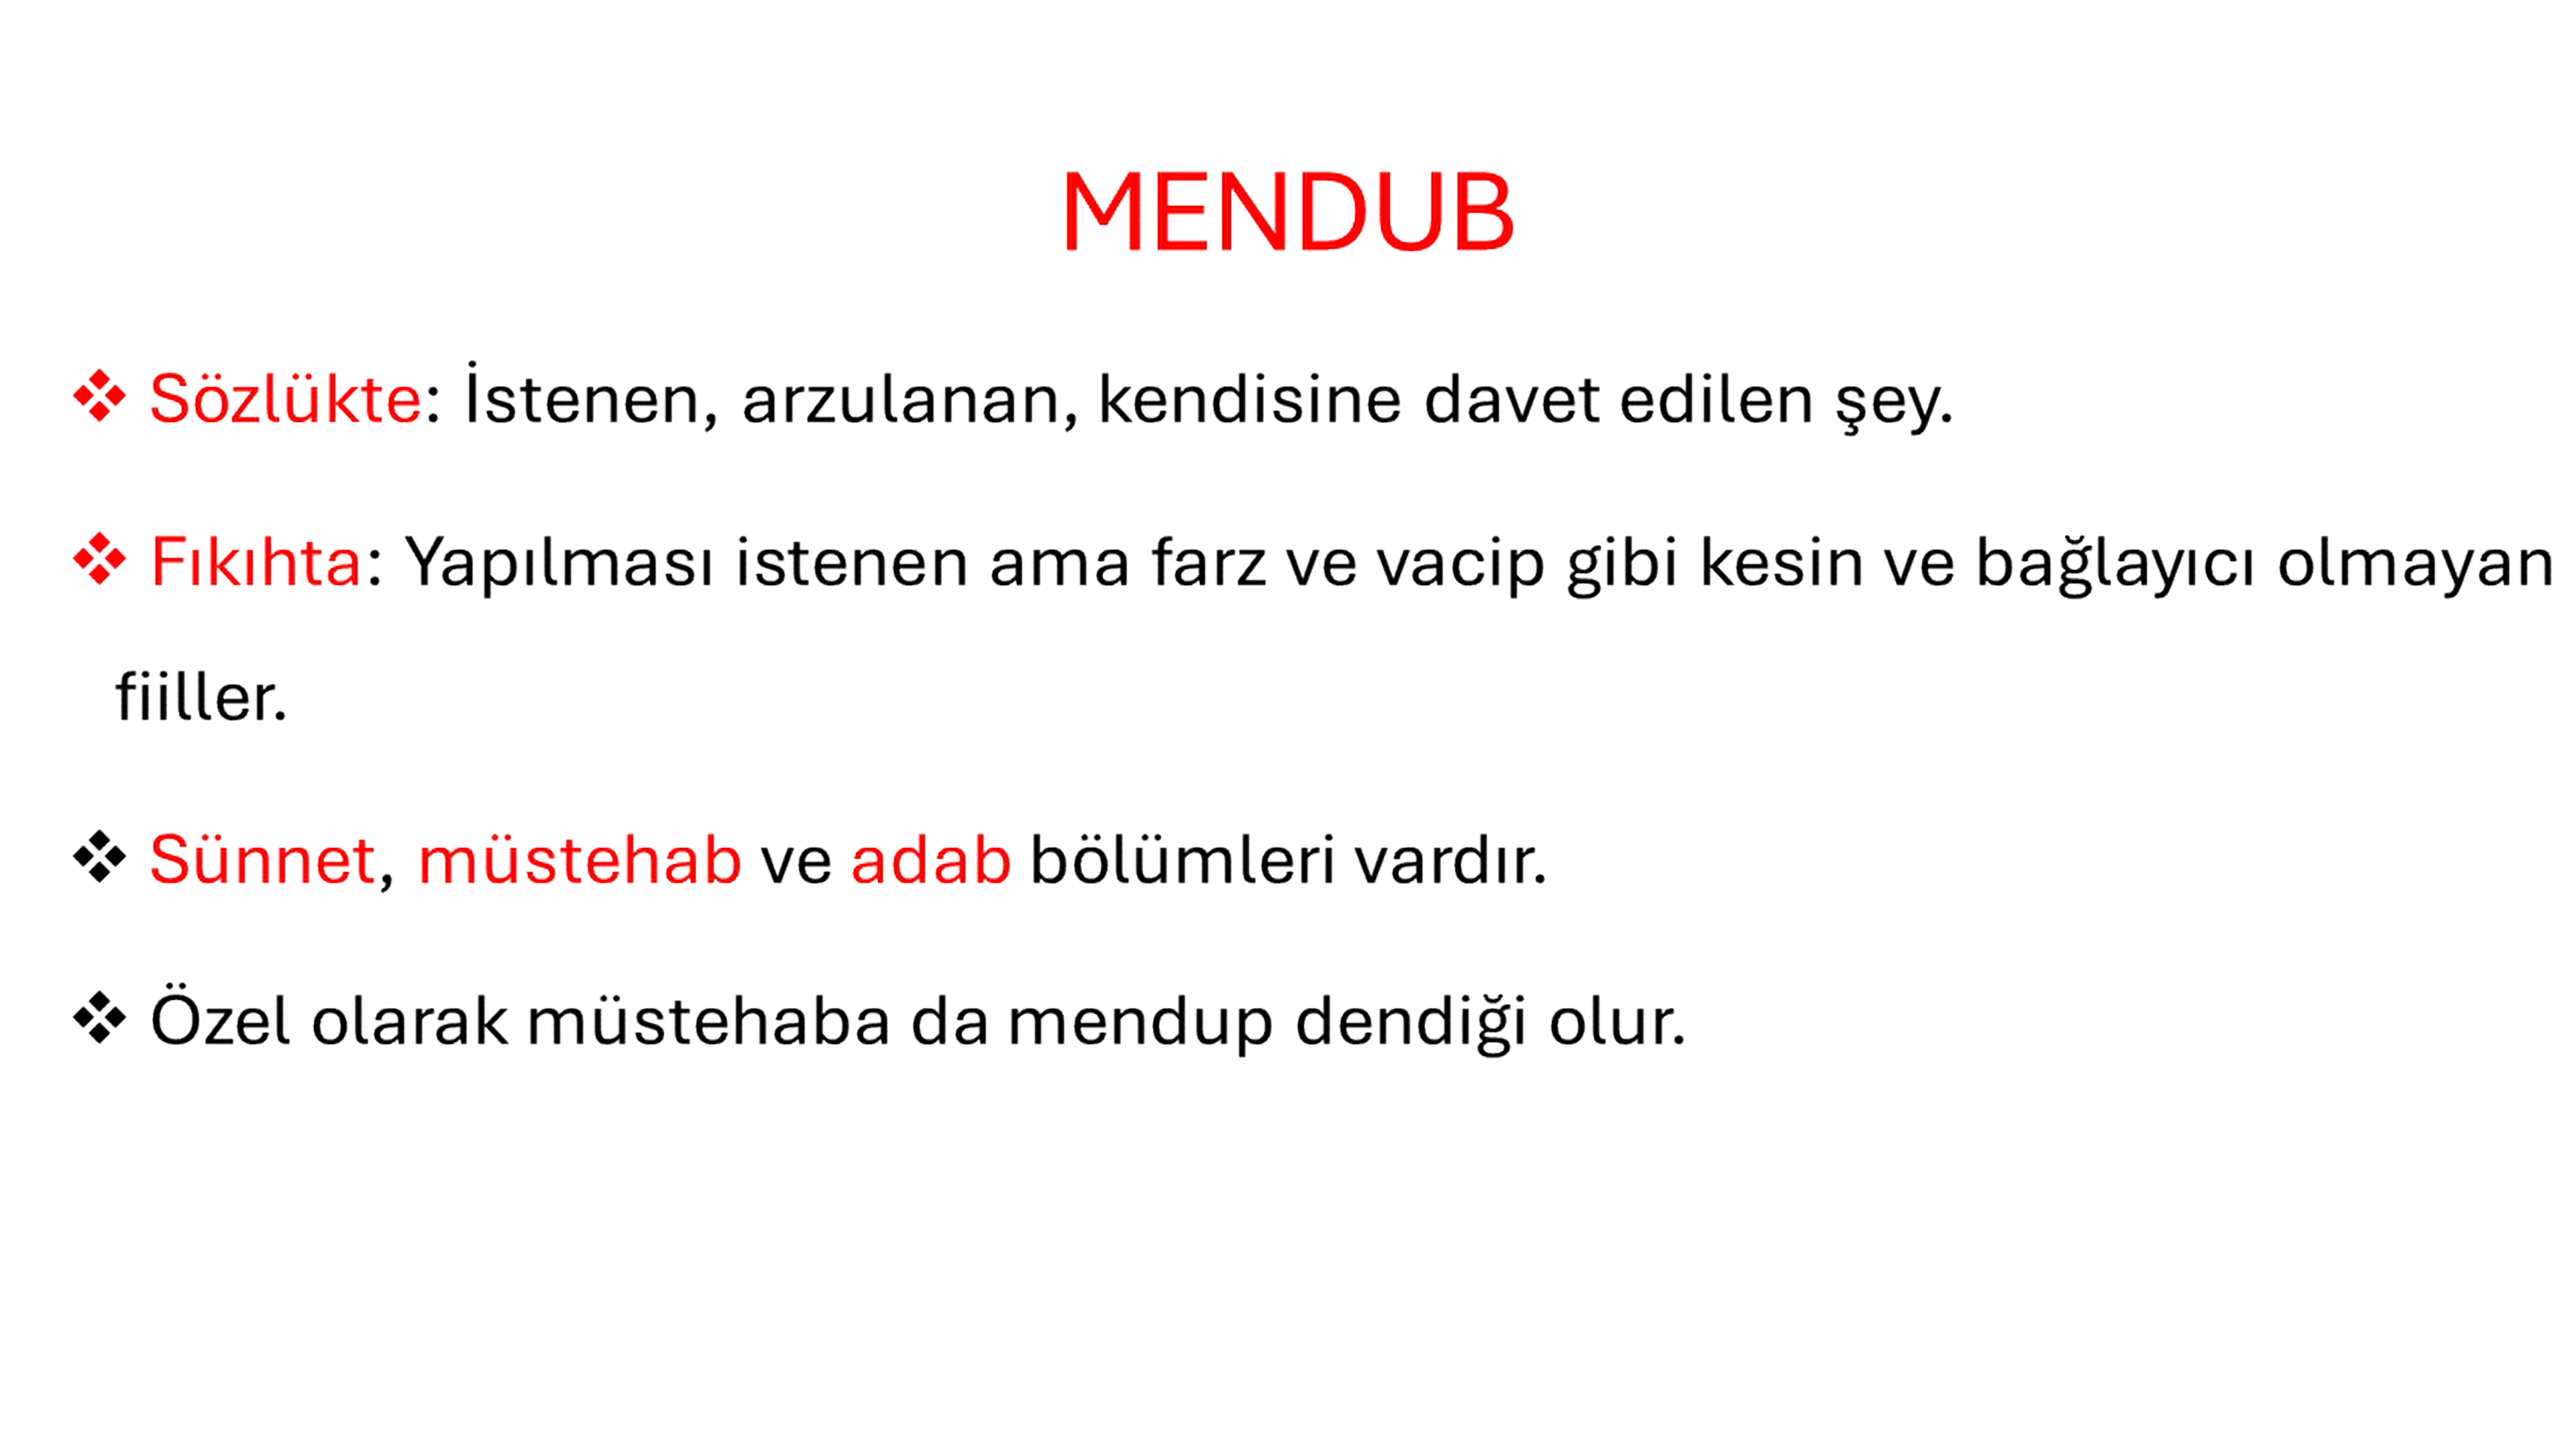 MENDUB
❖ Sözlükte: İstenen, arzulanan, kendisine davet edilen şey.
❖ Fıkıhta: Yapılması istenen ama farz ve vacip gibi kesin ve bağlayıcı olmayan
fiiller.
❖ Sünnet, müstehab ve adab bölümleri vardır.
❖ Özel olarak müstehaba da mendup dendiği olur.